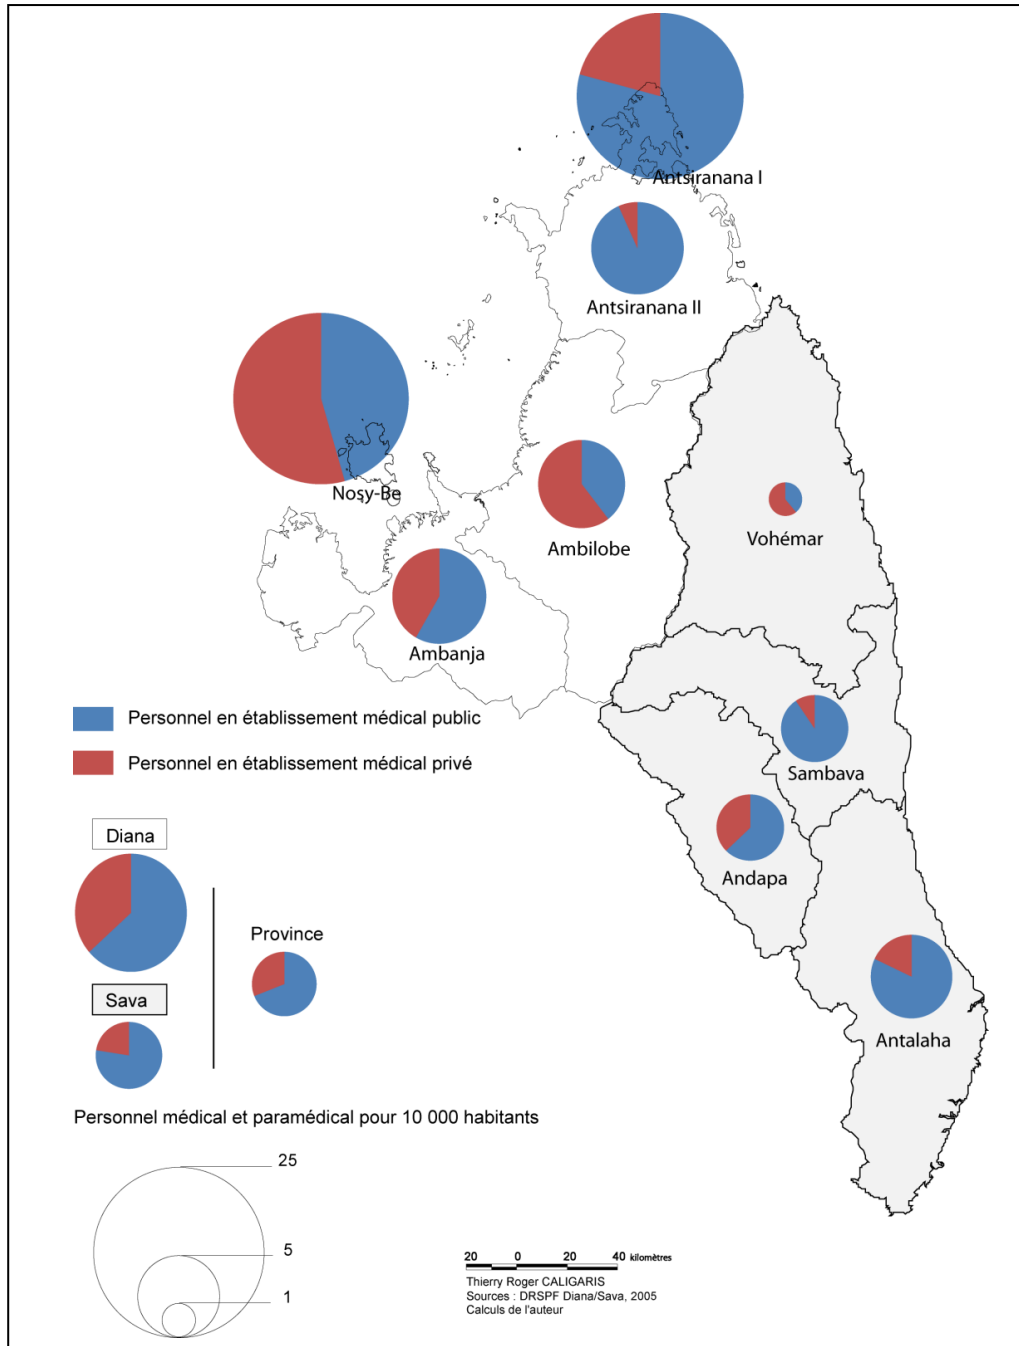 Antsiranana I
Antsiranana II
Nosy-Be
Ambilobe
Vohémar
Ambanja
Personnel en établissement médical public
Personnel en établissement médical privé
Sambava
Andapa
Antalaha
Diana
Province
Sava
Personnel médical et paramédical pour 10 000 habitants
25
5
1
20 0 20 40 kilomètres
Thierry Roger CALIGARIS
Sources : DRSPF Diana/Sava, 2005
Calculs de l'auteur